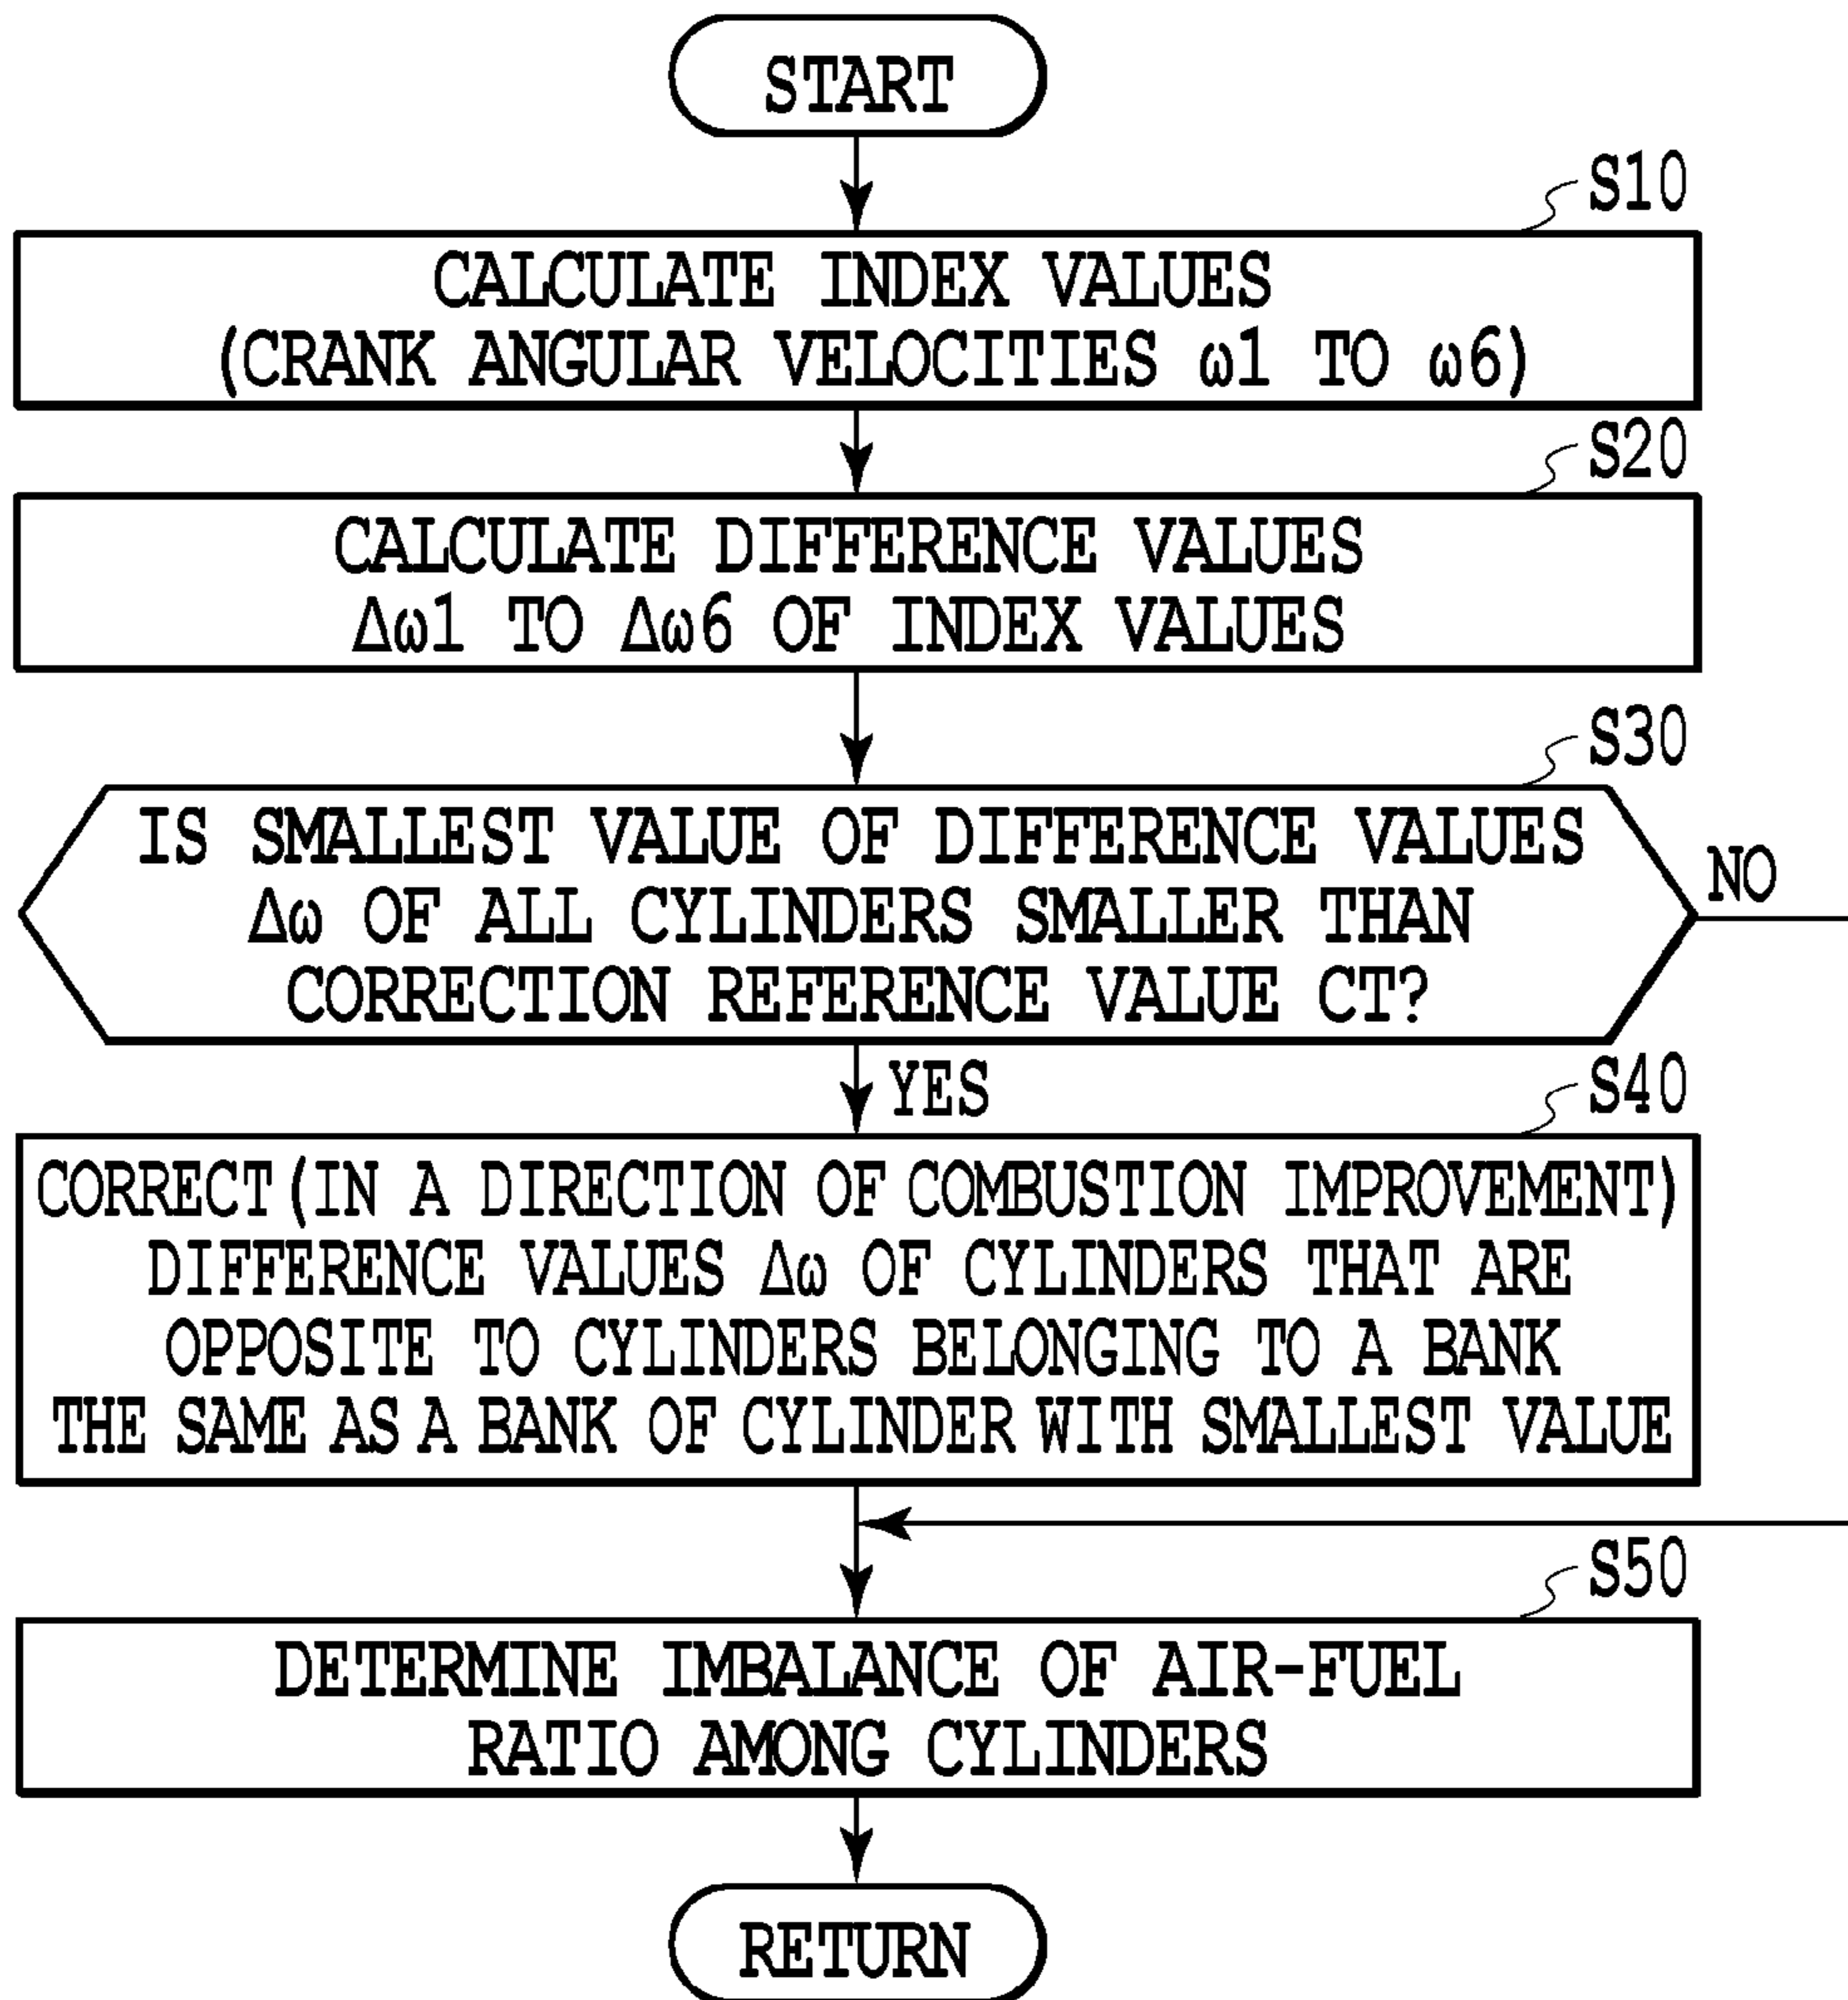 START
S10
CALCULATE INDEX VALUES
(CRANK ANGULAR VELOCITIES ω1 TO ω6)
S20
CALCULATE DIFFERENCE VALUES
Δω1 TO Δω6 OF INDEX VALUES
S30
IS SMALLEST VALUE OF DIFFERENCE VALUES
Δω OF ALL CYLINDERS SMALLER THAN
CORRECTION REFERENCE VALUE CT?
NO
YES
S40
CORRECT(IN A DIRECTION OF COMBUSTION IMPROVEMENT)
DIFFERENCE VALUES Δω OF CYLINDERS THAT ARE
OPPOSITE TO CYLINDERS BELONGING TO A BANK
THE SAME AS A BANK OF CYLINDER WITH SMALLEST VALUE
S50
DETERMINE IMBALANCE OF AIR-FUEL
RATIO AMONG CYLINDERS
RETURN